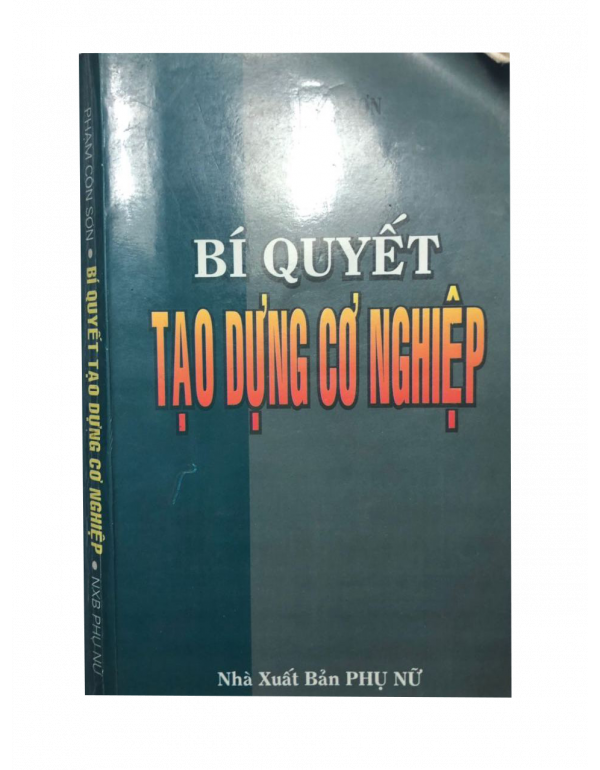 BÍ QUYẾT
TẠO DỰNG CƠ NGHIỆP
Nhà Xuất Bản PHỤ NỮ
PHẠM CÔN SƠN • BÍ QUYẾT TẠO DỰNG CƠ NGHIỆP • NXB PHỤ NỮ